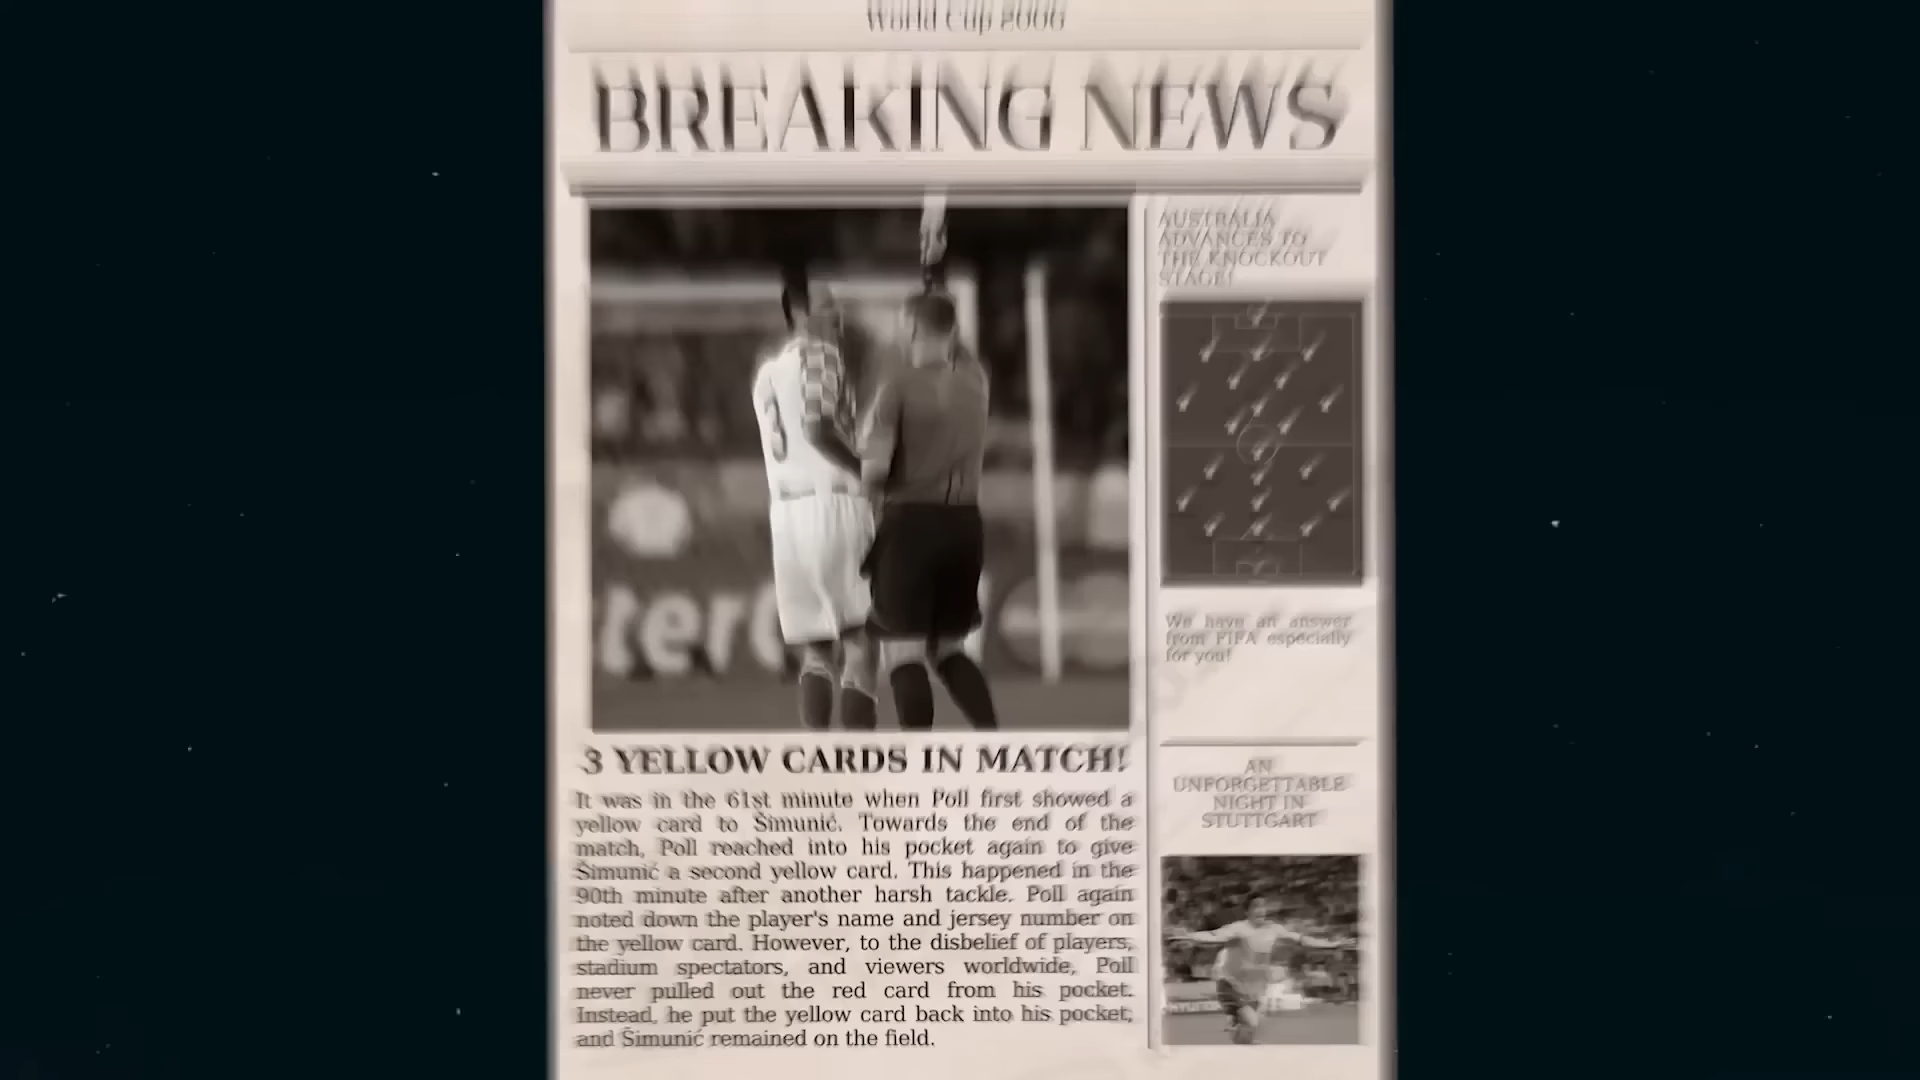 World Cup 2006
BREAKING NEWS
AUSTRALIA
ADVANCES TO
THE KNOCKOUT
STAGE!
3
terC
We have an answer
from FIFA especially
for you!
3 YELLOW CARDS IN MATCH!
It was in the 61st minute when Poll first showed a
yellow card to Šimunić. Towards the end of the
match, Poll reached into his pocket again to give
Šimunić a second yellow card. This happened in the
90th minute after another harsh tackle. Poll again
noted down the player's name and jersey number on
the yellow card. However, to the disbelief of players,
stadium spectators, and viewers worldwide, Poll
never pulled out the red card from his pocket.
Instead, he put the yellow card back into his pocket,
and Šimunić remained on the field.
AN
UNFORGETTABLE
NIGHT IN
STUTTGART